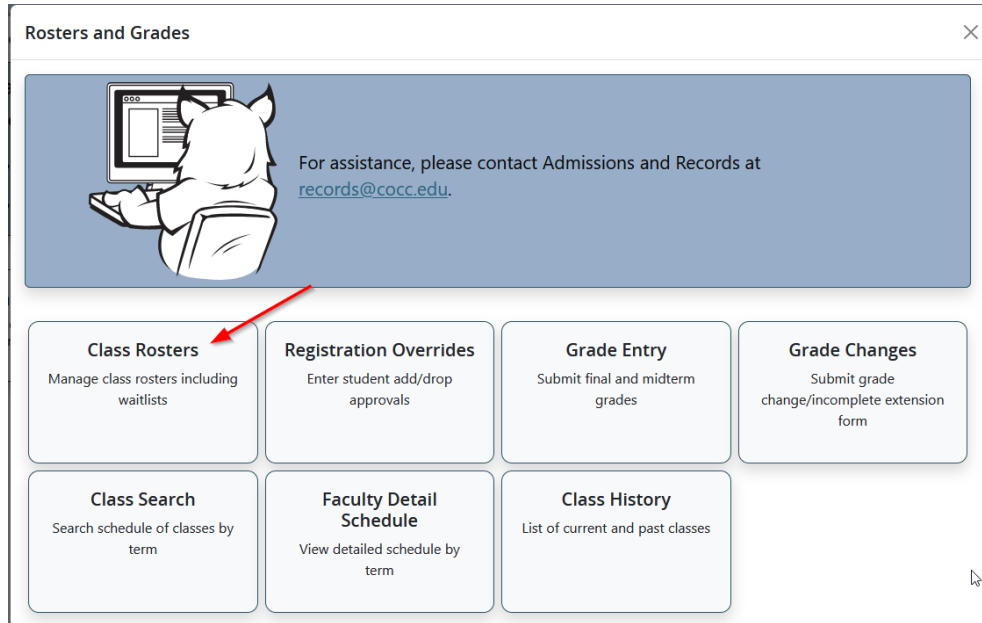 Rosters and Grades
For assistance, please contact Admissions and Records at
records@cocc.edu.
Class Rosters
Manage class rosters including
waitlists
Registration Overrides
Enter student add/drop
approvals
Grade Entry
Submit final and midterm
grades
Grade Changes
Submit grade
change/incomplete extension
form
Class Search
Search schedule of classes by
term
Faculty Detail
Schedule
View detailed schedule by
term
Class History
List of current and past classes